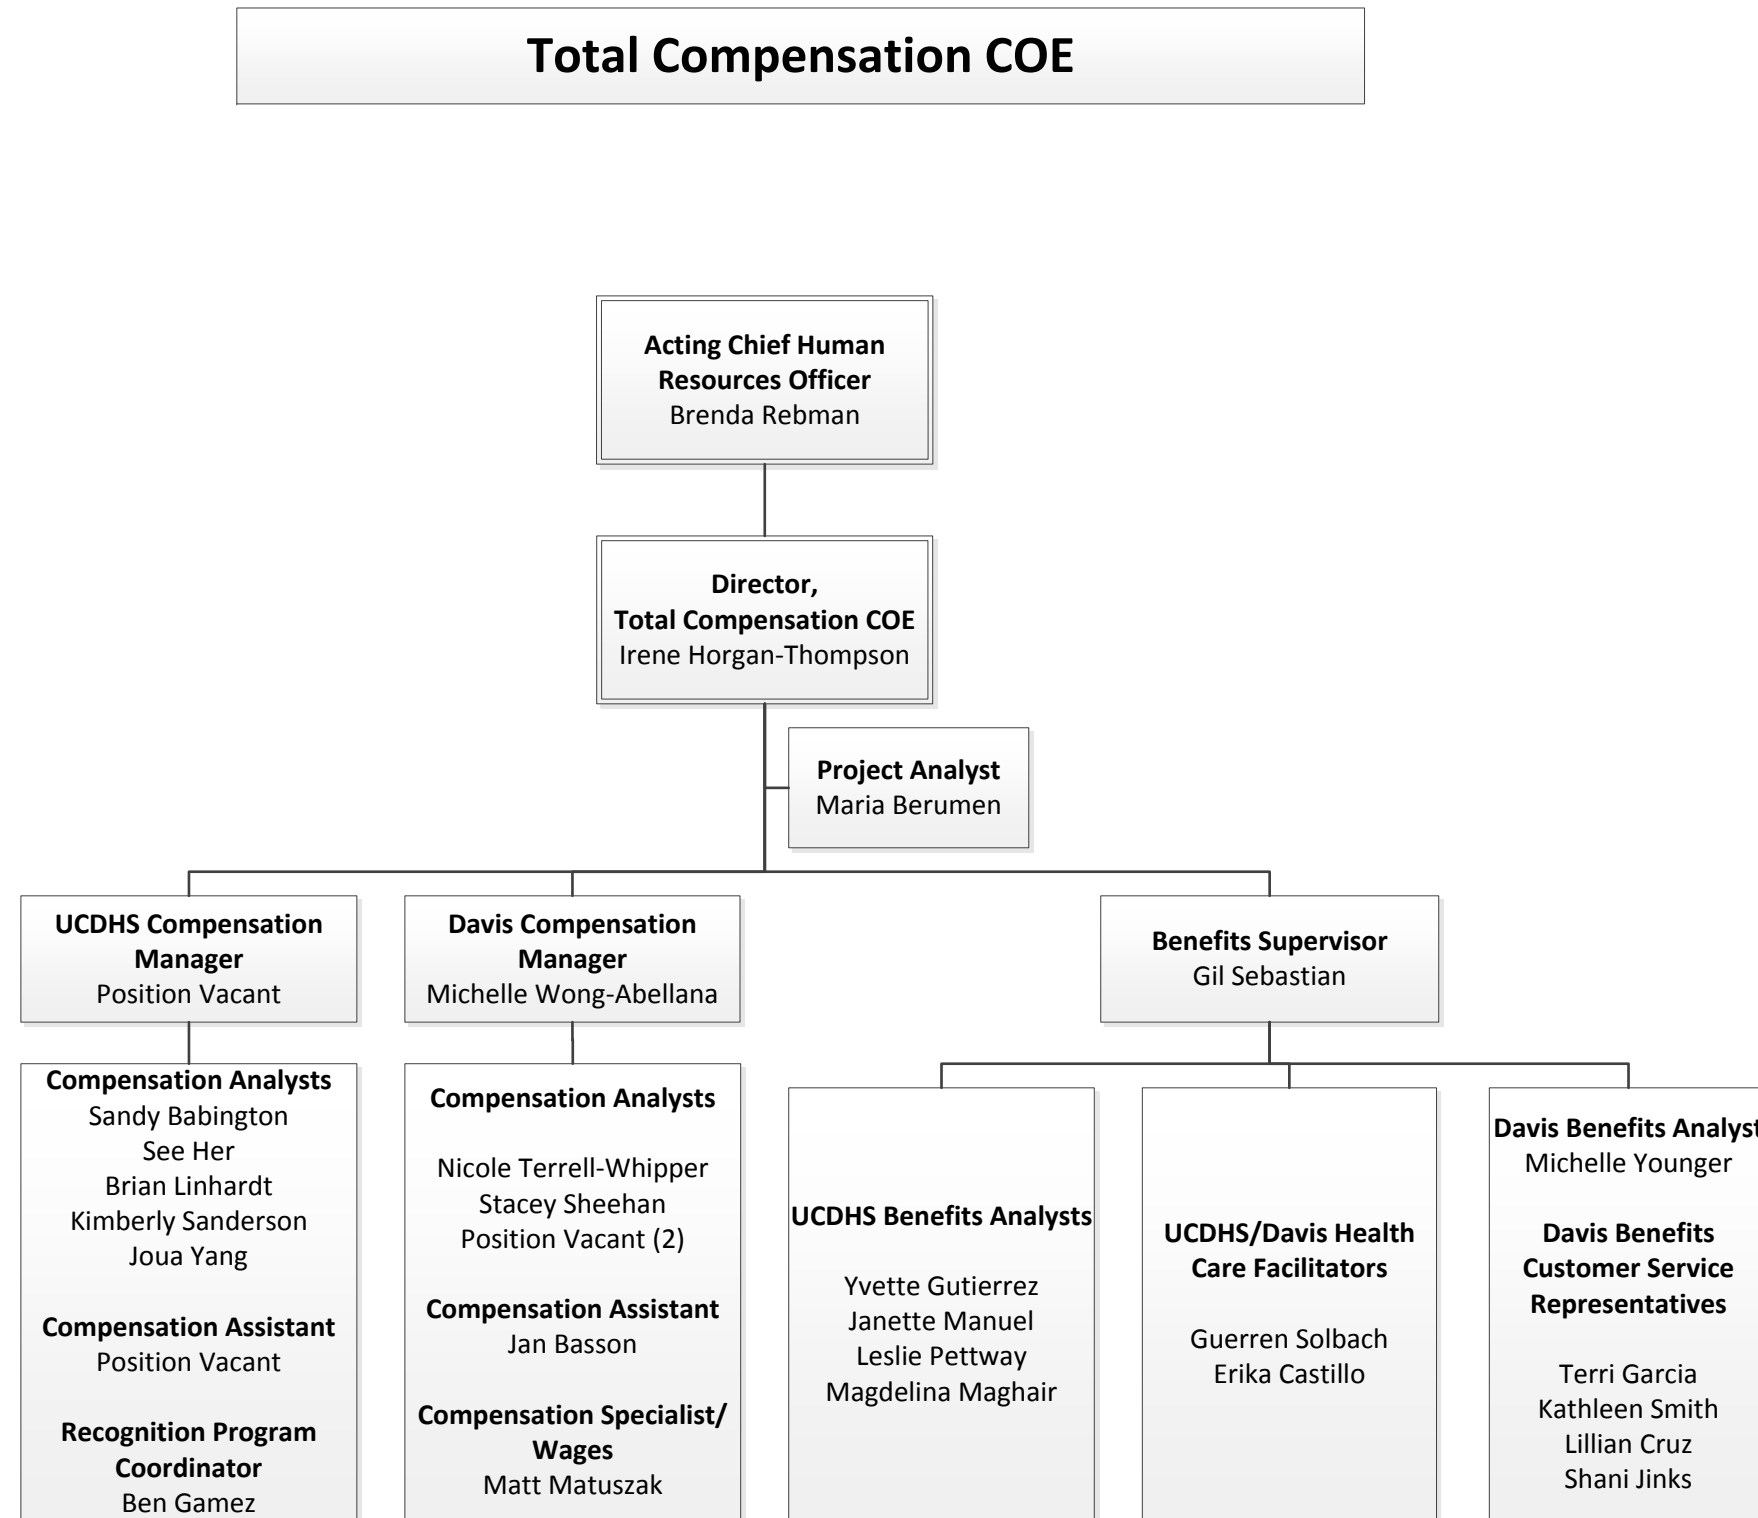 Total Compensation COE
Acting Chief Human
Resources Officer
Brenda Rebman
Director,
Total Compensation COE
Irene Horgan-Thompson
Project Analyst
Maria Berumen
UCDHS Compensation
Manager
Position Vacant
Davis Compensation
Manager
Michelle Wong-Abellana
Benefits Supervisor
Gil Sebastian
Compensation Analysts
Sandy Babington
See Her
Brian Linhardt
Kimberly Sanderson
Joua Yang
Compensation Assistant
Position Vacant
Recognition Program
Coordinator
Ben Gamez
Compensation Analysts
Nicole Terrell-Whipper
Stacey Sheehan
Position Vacant (2)
Compensation Assistant
Jan Basson
Compensation Specialist/
Wages
Matt Matuszak
UCDHS Benefits Analysts
Yvette Gutierrez
Janette Manuel
Leslie Pettway
Magdelina Maghair
UCDHS/Davis Health
Care Facilitators
Guerren Solbach
Erika Castillo
Davis Benefits Analyst
Michelle Younger
Davis Benefits
Customer Service
Representatives
Terri Garcia
Kathleen Smith
Lillian Cruz
Shani Jinks